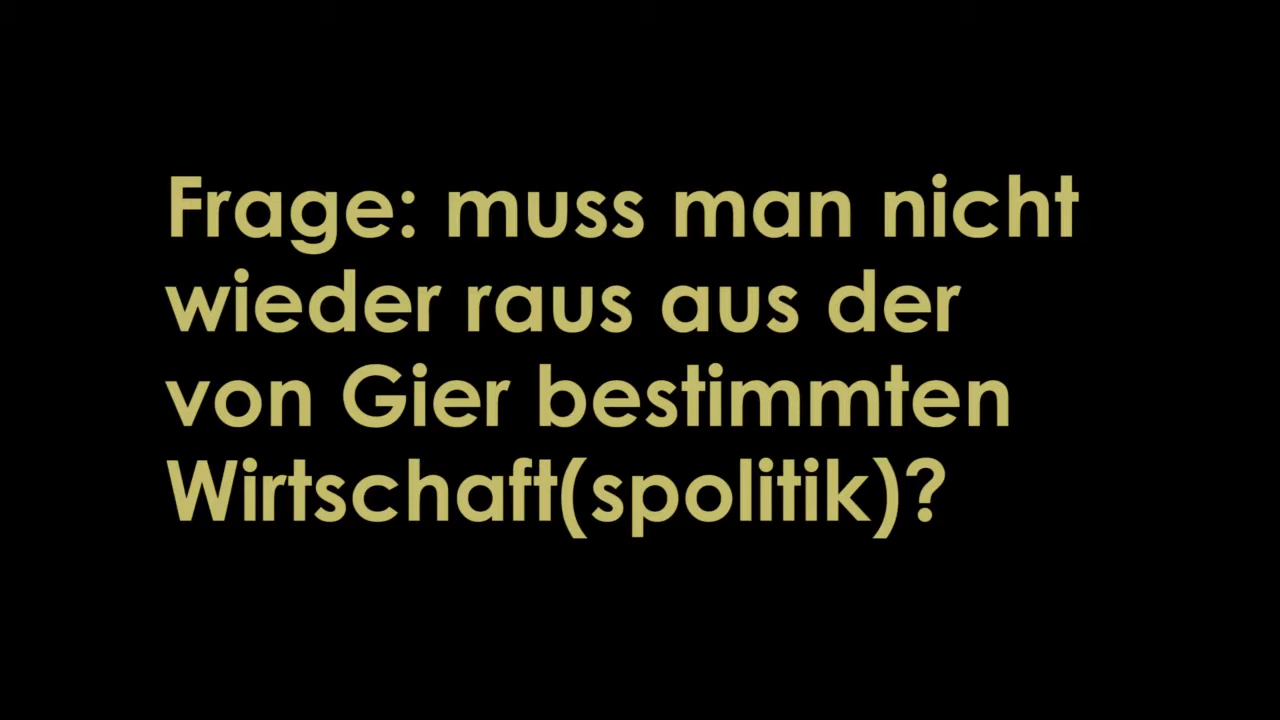 Frage: muss man nicht
wieder raus aus der
von Gier bestimmten
Wirtschaft(spolitik)?